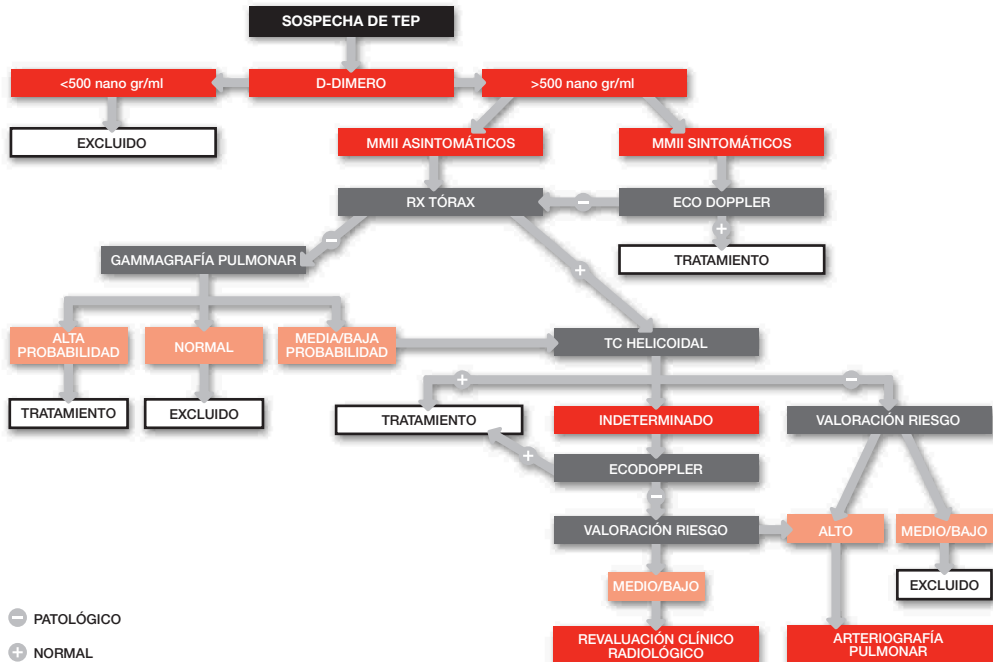 SOSPECHA DE TEP
<500 nano gr/ml
D-DIMERO
>500 nano gr/ml
EXCLUIDO
MMII ASINTOMÁTICOS
MMII SINTOMÁTICOS
RX TÓRAX
−
ECO DOPPLER
+
−
TRATAMIENTO
GAMMAGRAFÍA PULMONAR
+
ALTA
PROBABILIDAD
NORMAL
MEDIA/BAJA
PROBABILIDAD
TC HELICOIDAL
+
−
TRATAMIENTO
EXCLUIDO
TRATAMIENTO
INDETERMINADO
VALORACIÓN RIESGO
+
ECODOPPLER
−
VALORACIÓN RIESGO
ALTO
MEDIO/BAJO
MEDIO/BAJO
EXCLUIDO
− PATOLÓGICO
+ NORMAL
REVALUACIÓN CLÍNICO
RADIOLÓGICO
ARTERIOGRAFÍA
PULMONAR